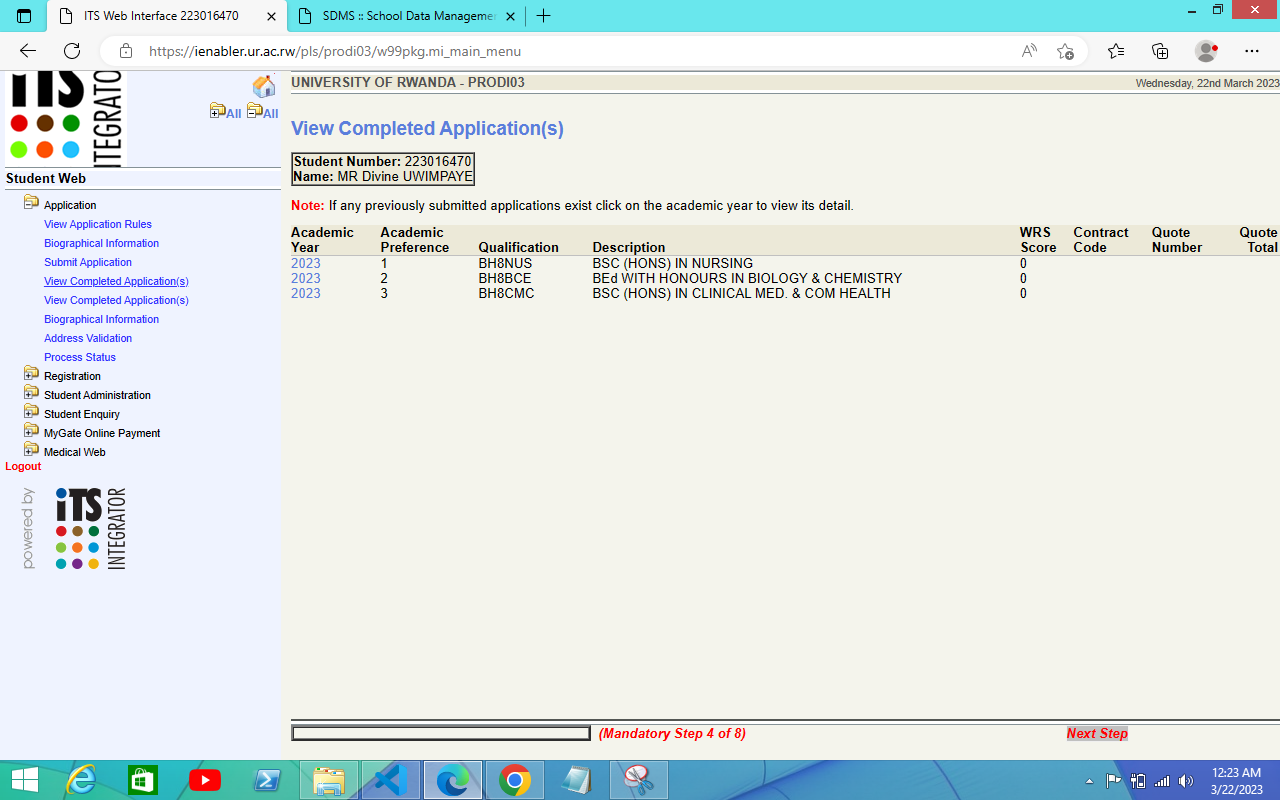 ITS Web Interface 223016470
SDMS :: School Data Managemen
https://ienabler.ur.ac.rw/pls/prodi03/w99pkg.mi_main_menu
iTS INTEGRATOR
All All
Student Web
Application
View Application Rules
Biographical Information
Submit Application
View Completed Application(s)
View Completed Application(s)
Biographical Information
Address Validation
Process Status
Registration
Student Administration
Student Enquiry
MyGate Online Payment
Medical Web
Logout
powered by iTS INTEGRATOR
UNIVERSITY OF RWANDA - PRODI03 Wednesday, 22nd March 2023
View Completed Application(s)
Student Number: 223016470
Name: MR Divine UWIMPAYE
Note: If any previously submitted applications exist click on the academic year to view its detail.
Academic Academic WRS Contract Quote Quote
Year Preference Qualification Description Score Code Number Total
2023 1 BH8NUS BSC (HONS) IN NURSING 0
2023 2 BH8BCE BEd WITH HONOURS IN BIOLOGY & CHEMISTRY 0
2023 3 BH8CMC BSC (HONS) IN CLINICAL MED. & COM HEALTH 0
(Mandatory Step 4 of 8) Next Step
12:23 AM
3/22/2023